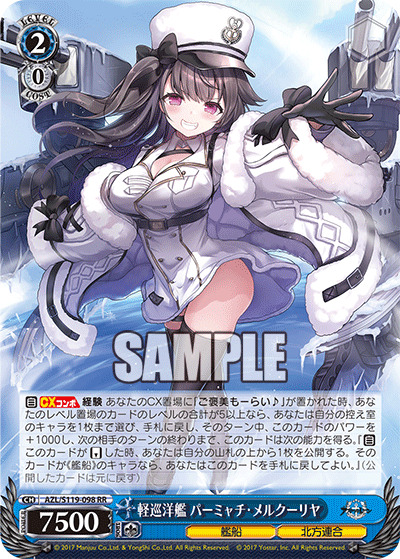 LEVEL
2
0
COST
SAMPLE
CXコンボ 経験 あなたのCX置場に「ご褒美もーらい♪」が置かれた時、あな
たのレベル置場のカードのレベルの合計が5以上なら、あなたは自分の控え室
のキャラを1枚まで選び、手札に戻し、そのターン中、このカードのパワーを
+1000し、次の相手のターンの終わりまで、このカードは次の能力を得る。『
このカードが した時、あなたは自分の山札の上から1枚を公開する。そ
のカードが《艦船》のキャラなら、あなたはこのカードを手札に戻してよい。』(公
開したカードは元に戻す)
CH AZL/S119-098 RR
7500
軽巡洋艦 パーミャチ・メルクーリヤ
POWER
艦船
北方連合
© 2017 Manjuu Co.,Ltd. & YongShi Co.,Ltd. All Rights Reserved. © 2017 Yostar, Inc. All Rights Reserved.